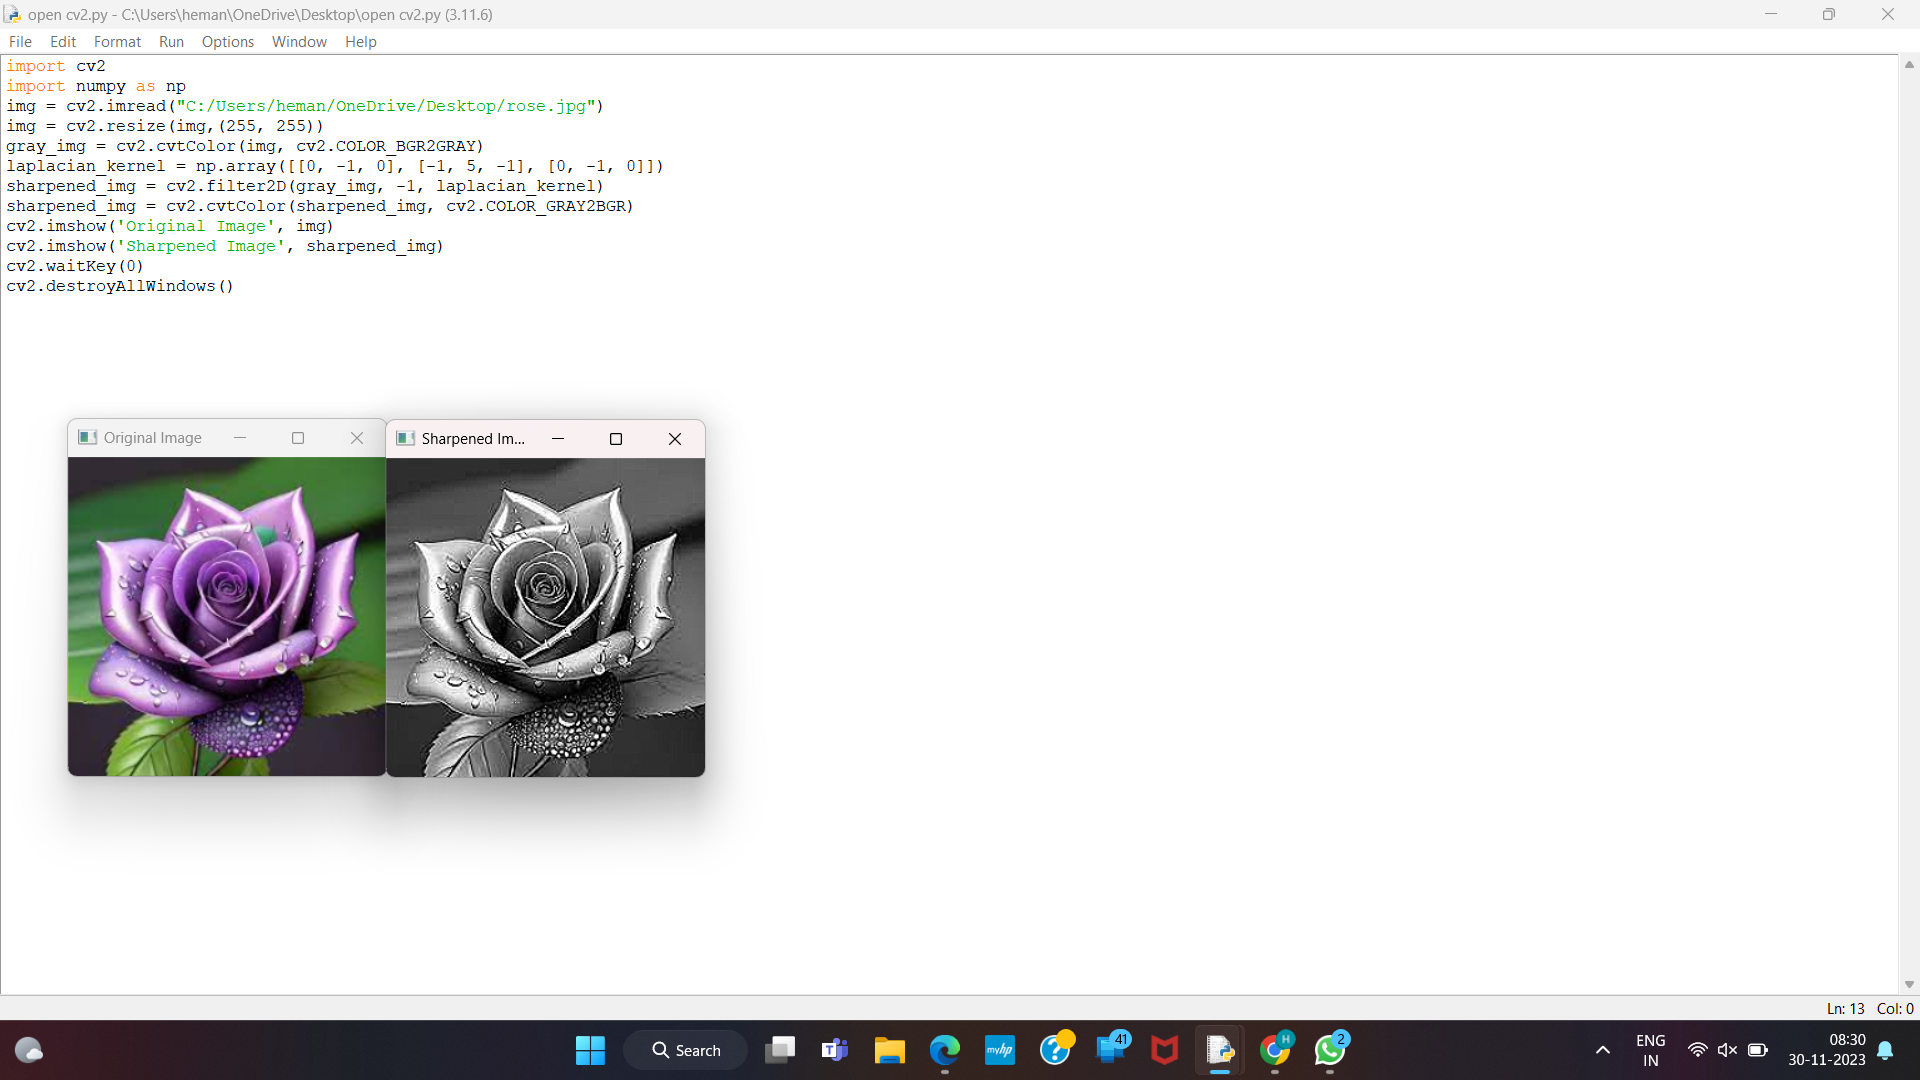 open cv2.py - C:\Users\heman\OneDrive\Desktop\open cv2.py (3.11.6)
File Edit Format Run Options Window Help
import cv2
import numpy as np
img = cv2.imread("C:/Users/heman/OneDrive/Desktop/rose.jpg")
img = cv2.resize(img,(255, 255))
gray_img = cv2.cvtColor(img, cv2.COLOR_BGR2GRAY)
laplacian_kernel = np.array([[0, -1, 0], [-1, 5, -1], [0, -1, 0]])
sharpened_img = cv2.filter2D(gray_img, -1, laplacian_kernel)
sharpened_img = cv2.cvtColor(sharpened_img, cv2.COLOR_GRAY2BGR)
cv2.imshow('Original Image', img)
cv2.imshow('Sharpened Image', sharpened_img)
cv2.waitKey(0)
cv2.destroyAllWindows()
Original Image
Sharpened Im...
Ln: 13 Col: 0
Search
myhp
41
H
2
ENG
IN
08:30
30-11-2023